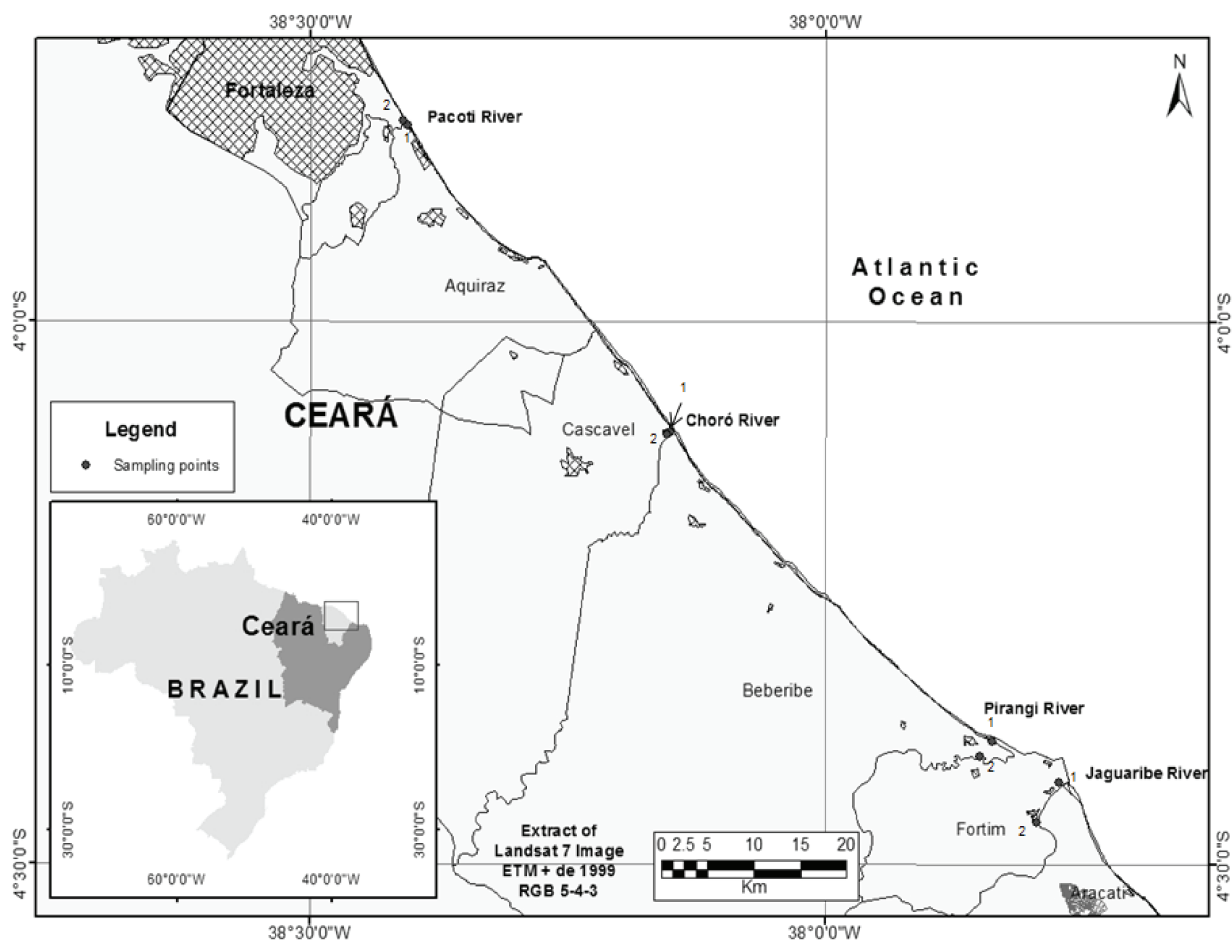 38°30'0"W
38°0'0"W
N
Fortaleza
2
Pacoti River
1
Atlantic
Ocean
Aquiraz
4°0'0"S
4°0'0"S
1
CEARÁ
Choró River
Cascavel
2
Legend
Sampling points
60°0'0"W
40°0'0"W
Ceará
10°0'0"S
10°0'0"S
BRAZIL
Beberibe
Pirangi River
1
2
Jaguaribe River
1
30°0'0"S
30°0'0"S
Fortim
2
Extract of
Landsat 7 Image
ETM + de 1999
RGB 5-4-3
0 2.5 5 10 15 20
Km
4°30'0"S
4°30'0"S
60°0'0"W
40°0'0"W
Aracati
38°30'0"W
38°0'0"W